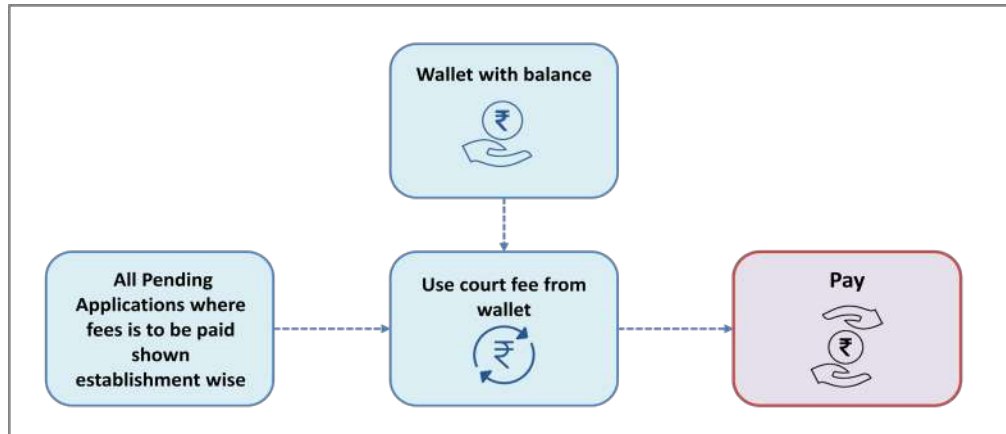 Wallet with balance
₹
All Pending
Applications where
fees is to be paid
shown
establishment wise
Use court fee from
wallet
₹
Pay
₹